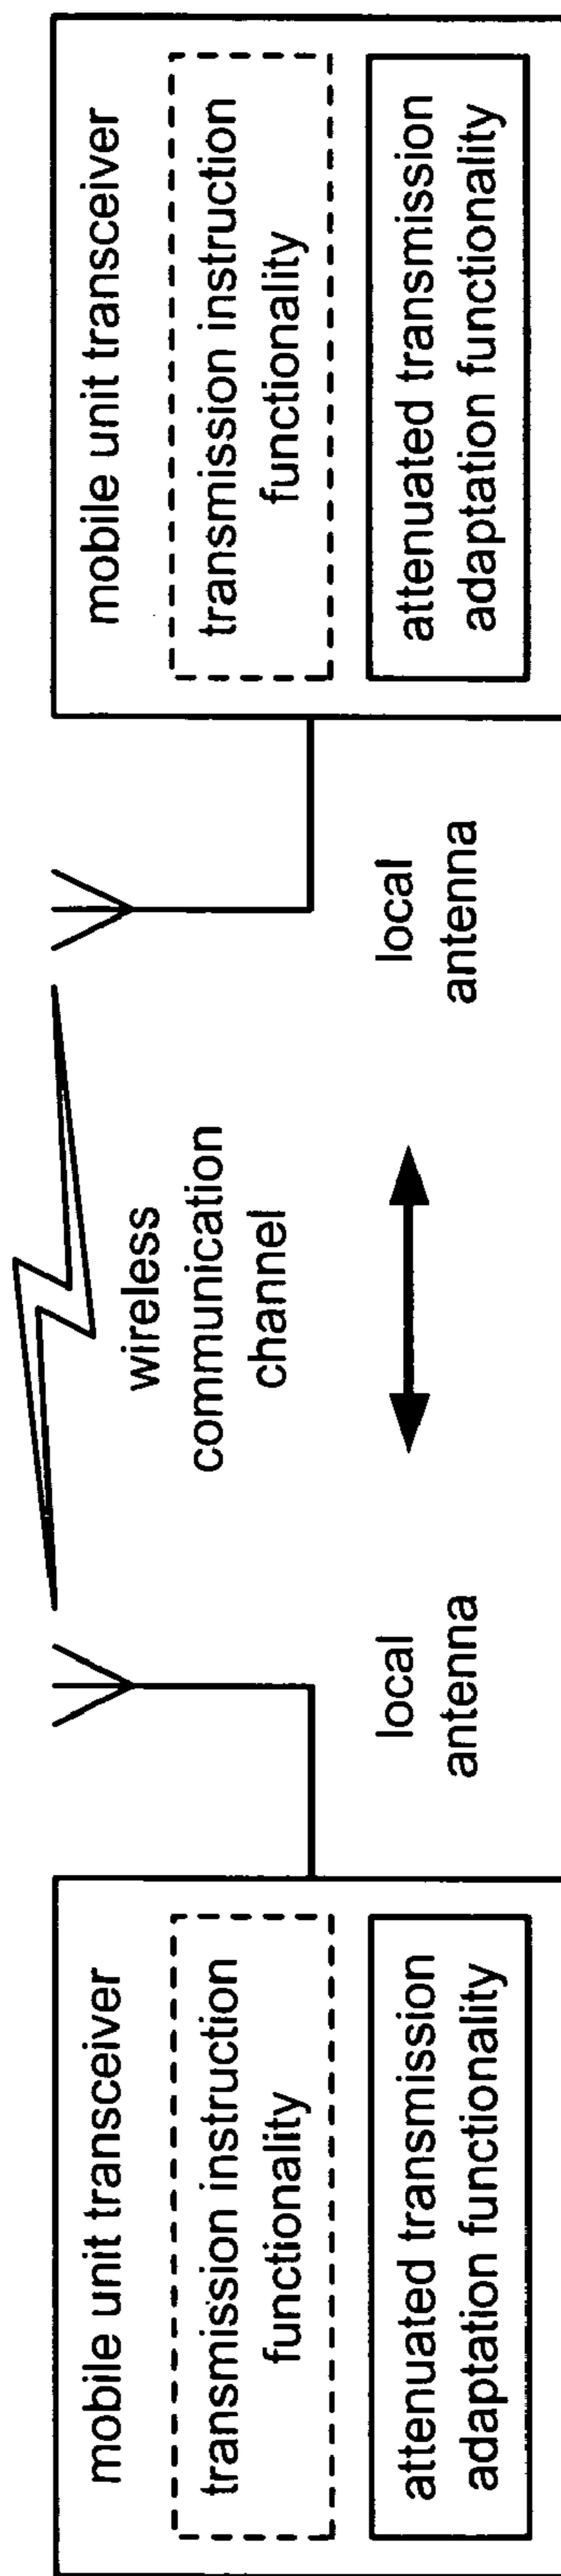 mobile unit transceiver
transmission instruction
functionality
attenuated transmission
adaptation functionality
local
antenna
wireless
communication
channel
local
antenna
mobile unit transceiver
transmission instruction
functionality
attenuated transmission
adaptation functionality